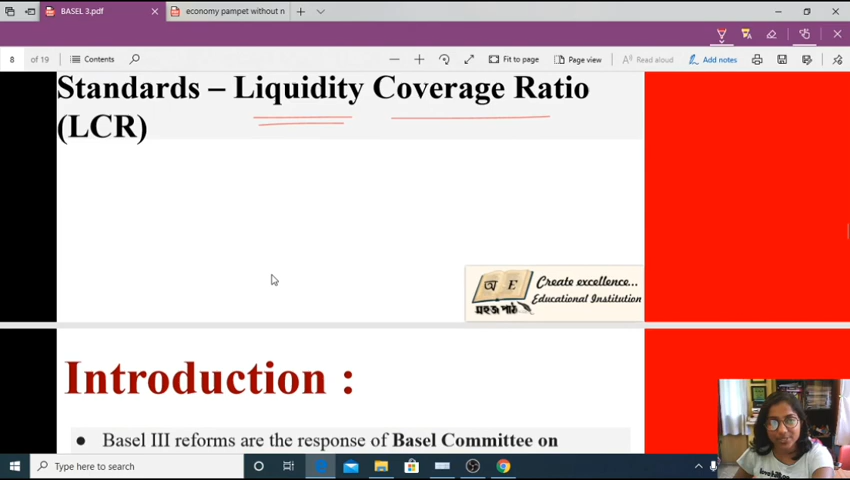 BASEL 3.pdf
economy pampet without n
8 of 19
Contents
Fit to page
Page view
Read aloud
Add notes
Standards – Liquidity Coverage Ratio
(LCR)
অ E
Create excellence...
Educational Institution
সহজ পাঠ
Introduction :
● Basel III reforms are the response of Basel Committee on
Type here to search